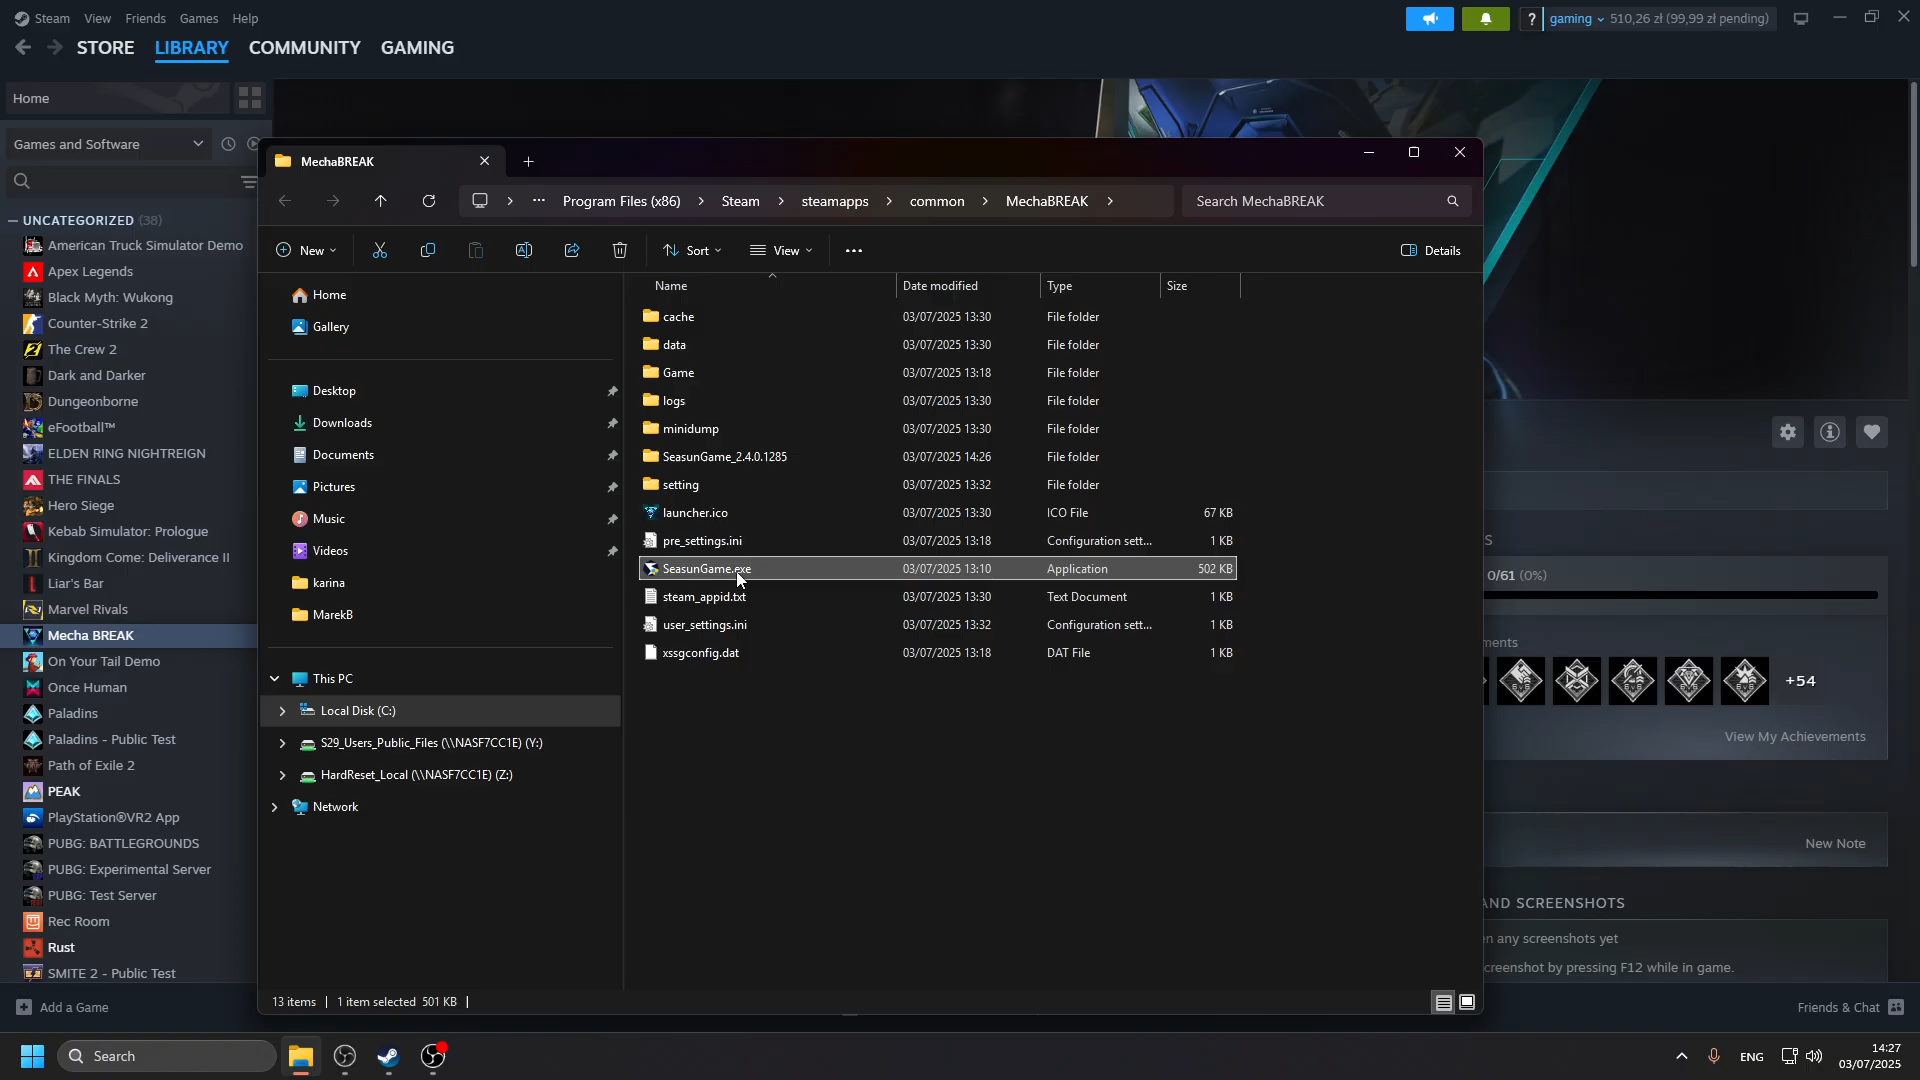 Steam View Friends Games Help
? gaming 510,26 zł (99,99 zł pending)
STORE LIBRARY COMMUNITY GAMING
Home
Games and Software
UNCATEGORIZED (38)
American Truck Simulator Demo
Apex Legends
Black Myth: Wukong
Counter-Strike 2
The Crew 2
Dark and Darker
Dungeonborne
eFootball™
ELDEN RING NIGHTREIGN
THE FINALS
Hero Siege
Kebab Simulator: Prologue
Kingdom Come: Deliverance II
Liar's Bar
Marvel Rivals
Mecha BREAK
On Your Tail Demo
Once Human
Paladins
Paladins - Public Test
Path of Exile 2
PEAK
PlayStation®VR2 App
PUBG: BATTLEGROUNDS
PUBG: Experimental Server
PUBG: Test Server
Rec Room
Rust
SMITE 2 - Public Test
Add a Game
MechaBREAK
Program Files (x86) > Steam > steamapps > common > MechaBREAK >
Search MechaBREAK
New
Sort
View
Details
Home
Gallery
Desktop
Downloads
Documents
Pictures
Music
Videos
karina
MarekB
This PC
Local Disk (C:)
S29_Users_Public_Files (\\NASF7CC1E) (Y:)
HardReset_Local (\\NASF7CC1E) (Z:)
Network
Name Date modified Type Size
cache 03/07/2025 13:30 File folder
data 03/07/2025 13:30 File folder
Game 03/07/2025 13:18 File folder
logs 03/07/2025 13:30 File folder
minidump 03/07/2025 13:30 File folder
SeasunGame_2.4.0.1285 03/07/2025 14:26 File folder
setting 03/07/2025 13:32 File folder
launcher.ico 03/07/2025 13:30 ICO File 67 KB
pre_settings.ini 03/07/2025 13:18 Configuration sett... 1 KB
SeasunGame.exe 03/07/2025 13:10 Application 502 KB
steam_appid.txt 03/07/2025 13:30 Text Document 1 KB
user_settings.ini 03/07/2025 13:32 Configuration sett... 1 KB
xssgconfig.dat 03/07/2025 13:18 DAT File 1 KB
13 items 1 item selected 501 KB
S
0/61 (0%)
ments
+54
View My Achievements
New Note
AND SCREENSHOTS
n any screenshots yet
creenshot by pressing F12 while in game.
Friends & Chat
Search
ENG
14:27
03/07/2025